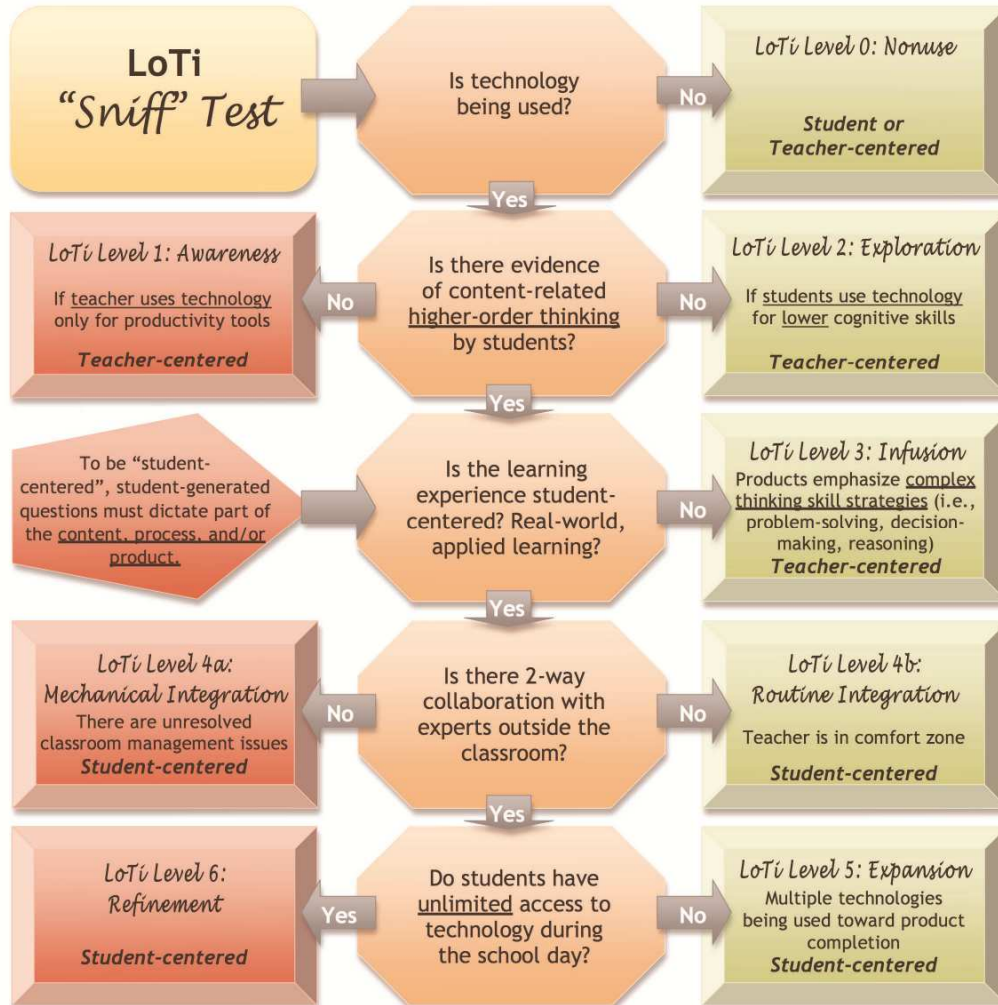 LoTi
“Sniff” Test
Is technology
being used?
No
LoTi Level 0: Nonuse
Student or
Teacher-centered
Yes
LoTi Level 1: Awareness
If teacher uses technology
only for productivity tools
Teacher-centered
No
Is there evidence
of content-related
higher-order thinking
by students?
No
LoTi Level 2: Exploration
If students use technology
for lower cognitive skills
Teacher-centered
Yes
To be “student-
centered”, student-generated
questions must dictate part of
the content, process, and/or
product.
Is the learning
experience student-
centered? Real-world,
applied learning?
No
LoTi Level 3: Infusion
Products emphasize complex
thinking skill strategies (i.e.,
problem-solving, decision-
making, reasoning)
Teacher-centered
Yes
LoTi Level 4a:
Mechanical Integration
There are unresolved
classroom management issues
Student-centered
No
Is there 2-way
collaboration with
experts outside the
classroom?
No
LoTi Level 4b:
Routine Integration
Teacher is in comfort zone
Student-centered
Yes
LoTi Level 6:
Refinement
Student-centered
Yes
Do students have
unlimited access to
technology during
the school day?
No
LoTi Level 5: Expansion
Multiple technologies
being used toward product
completion
Student-centered